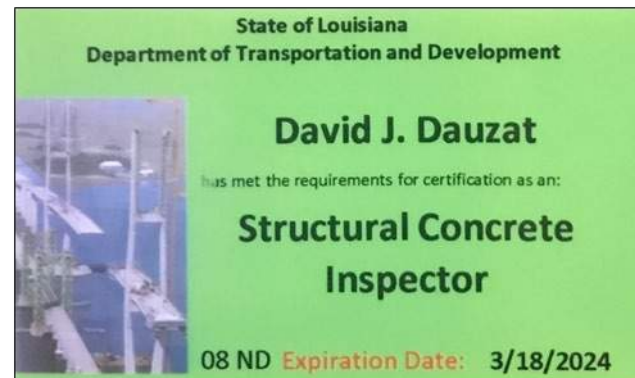 State of Louisiana
Department of Transportation and Development
David J. Dauzat
has met the requirements for certification as an:
Structural Concrete
Inspector
08 ND Expiration Date: 3/18/2024